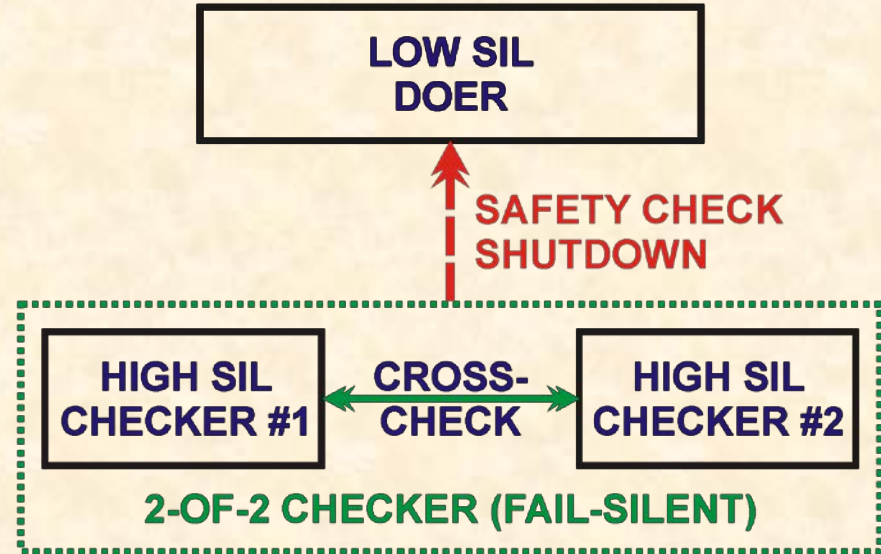 LOW SIL
DOER
SAFETY CHECK
SHUTDOWN
HIGH SIL
CHECKER #1
CROSS-
CHECK
HIGH SIL
CHECKER #2
2-OF-2 CHECKER (FAIL-SILENT)